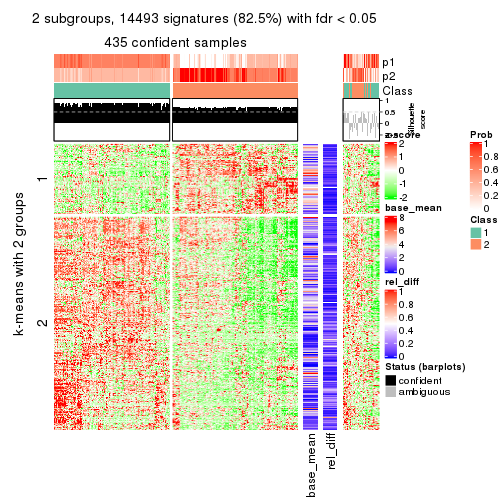 2 subgroups, 14493 signatures (82.5%) with fdr < 0.05
435 confident samples
p1
p2
Class
1
0.5
0
-0.5
Silhouette
score
k-means with 2 groups
1
2
base_mean
rel_diff
z-score
2
1
0
-1
-2
base_mean
8
6
4
2
0
rel_diff
1
0.8
0.6
0.4
0.2
0
Status (barplots)
confident
ambiguous
Prob
1
0.8
0.6
0.4
0.2
0
Class
1
2